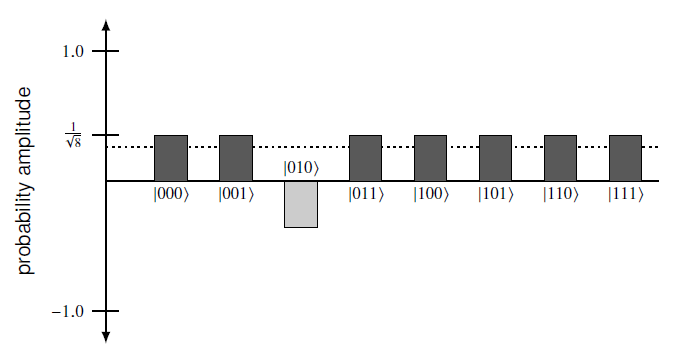 probability amplitude
1.0
1/√8
|010⟩
|000⟩ |001⟩ |011⟩ |100⟩ |101⟩ |110⟩ |111⟩
−1.0